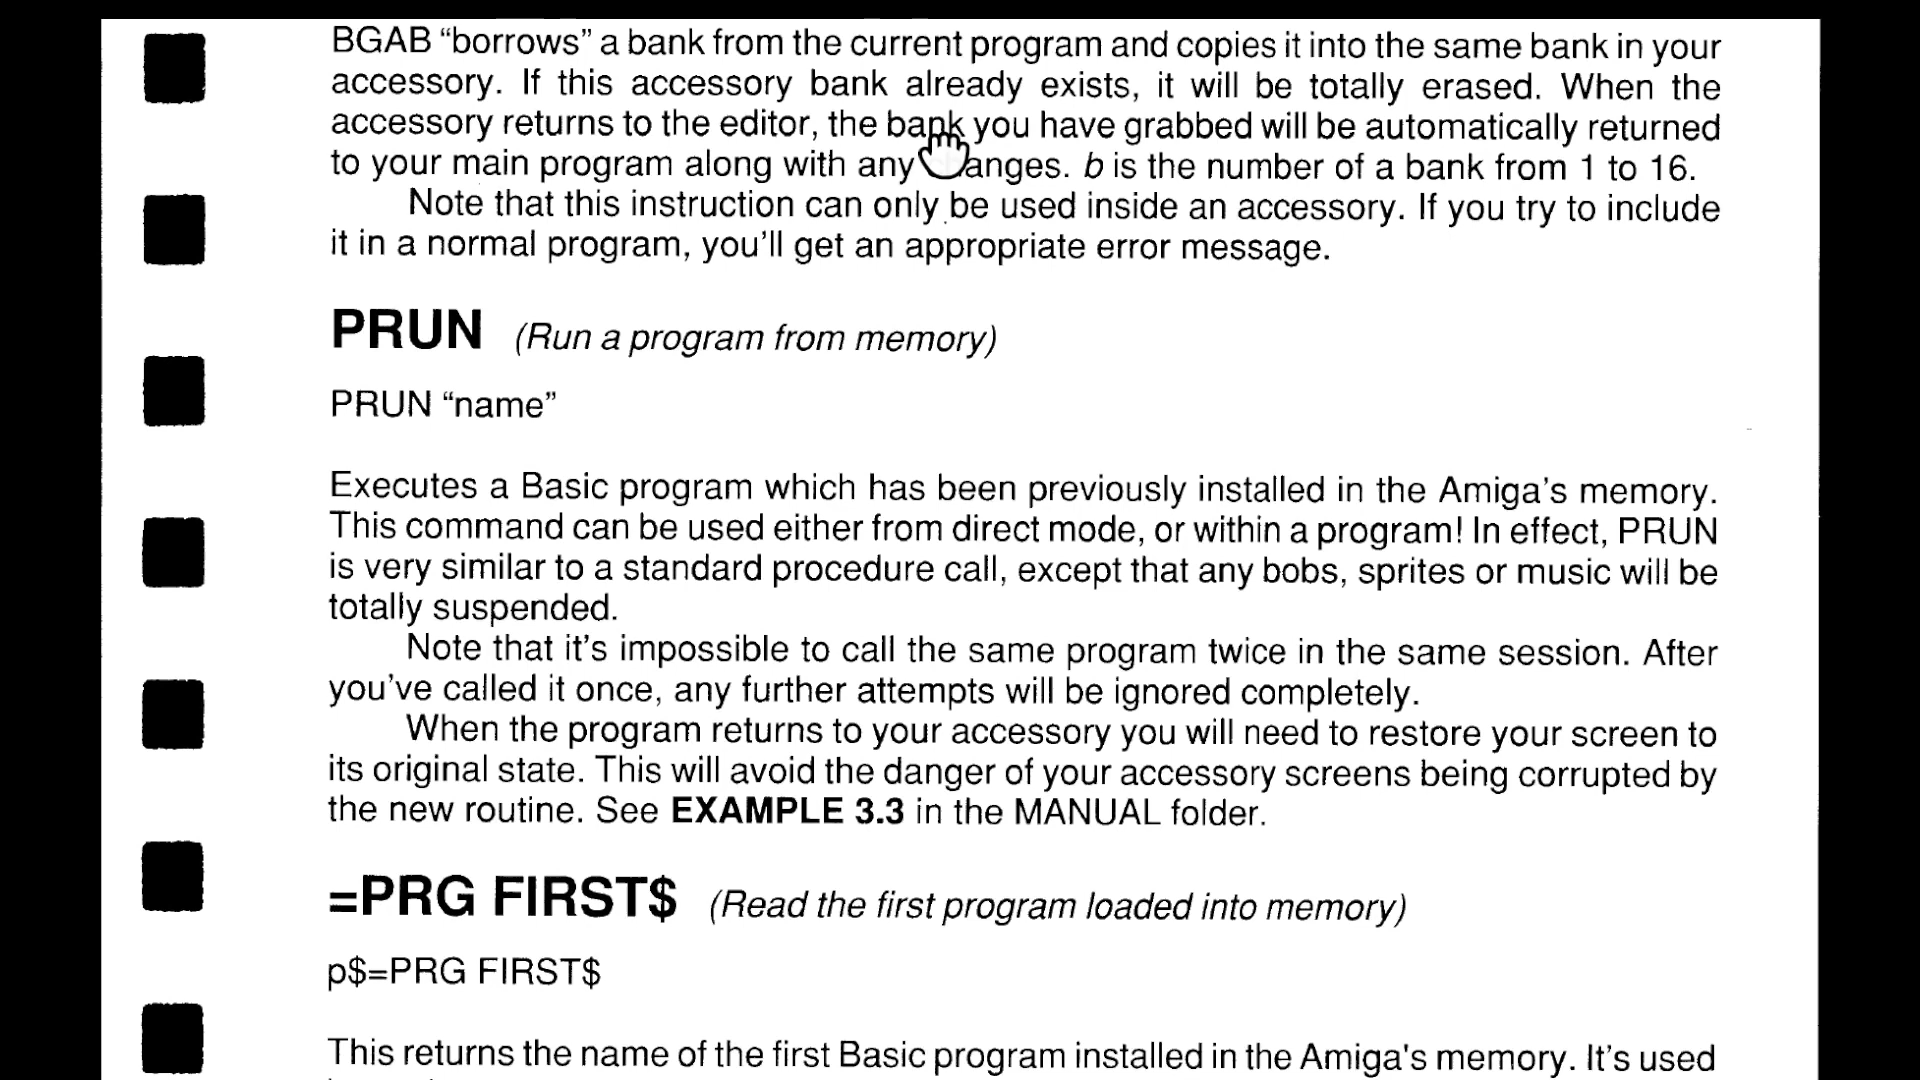 BGAB “borrows” a bank from the current program and copies it into the same bank in your
accessory. If this accessory bank already exists, it will be totally erased. When the
accessory returns to the editor, the bank you have grabbed will be automatically returned
to your main program along with any changes. b is the number of a bank from 1 to 16.
Note that this instruction can only be used inside an accessory. If you try to include
it in a normal program, you’ll get an appropriate error message.
PRUN (Run a program from memory)
PRUN “name”
Executes a Basic program which has been previously installed in the Amiga’s memory.
This command can be used either from direct mode, or within a program! In effect, PRUN
is very similar to a standard procedure call, except that any bobs, sprites or music will be
totally suspended.
Note that it’s impossible to call the same program twice in the same session. After
you’ve called it once, any further attempts will be ignored completely.
When the program returns to your accessory you will need to restore your screen to
its original state. This will avoid the danger of your accessory screens being corrupted by
the new routine. See EXAMPLE 3.3 in the MANUAL folder.
=PRG FIRST$ (Read the first program loaded into memory)
p$=PRG FIRST$
This returns the name of the first Basic program installed in the Amiga's memory. It’s used